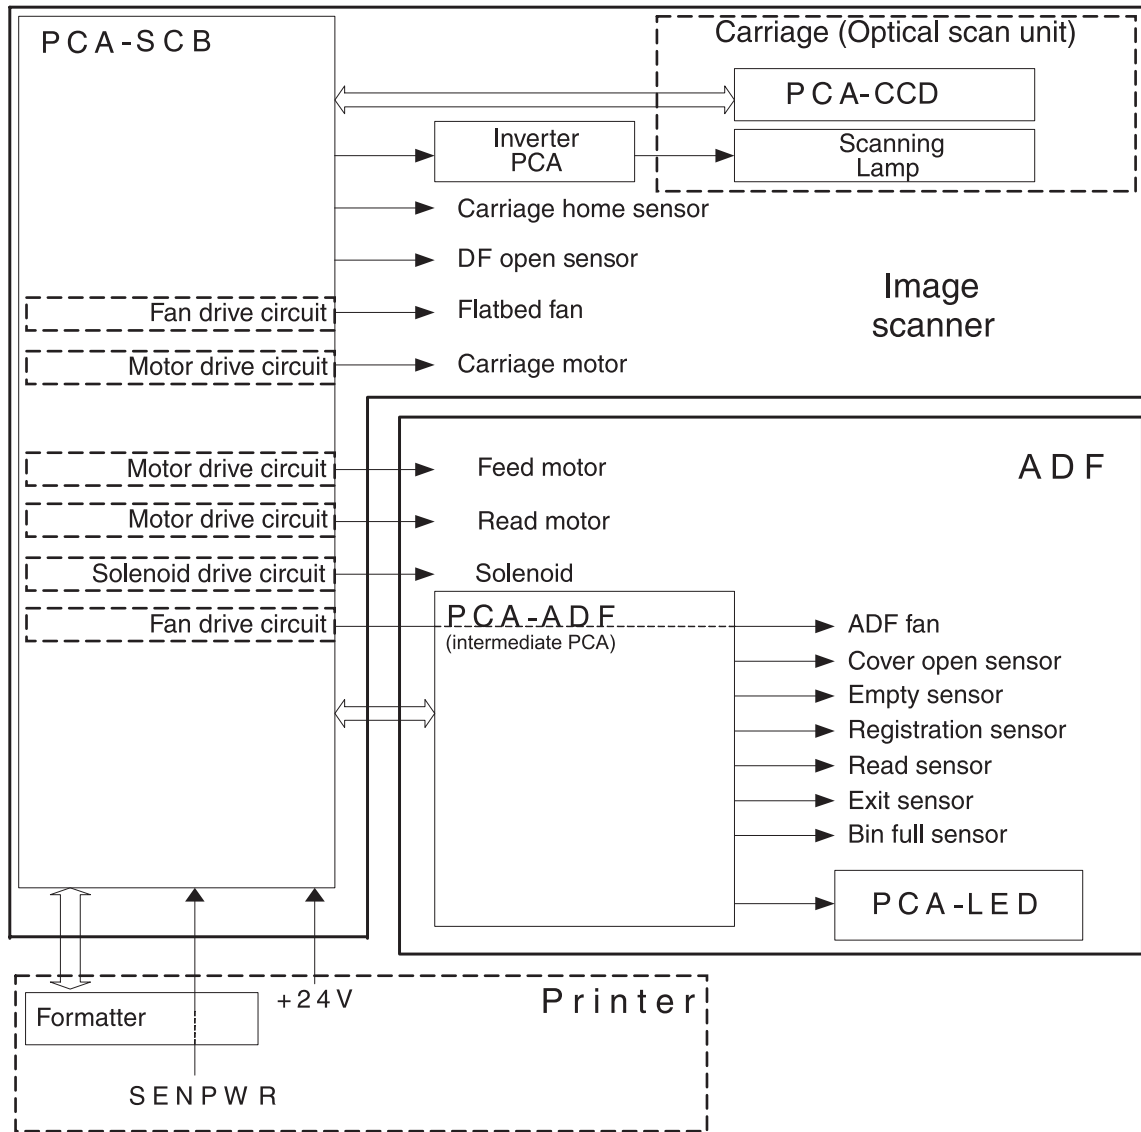 PCA-SCB
Carriage (Optical scan unit)
PCA-CCD
Inverter
PCA
Scanning
Lamp
Carriage home sensor
DF open sensor
Image
scanner
Fan drive circuit
Flatbed fan
Motor drive circuit
Carriage motor
ADF
Motor drive circuit
Feed motor
Motor drive circuit
Read motor
Solenoid drive circuit
Solenoid
Fan drive circuit
PCA-ADF
(intermediate PCA)
ADF fan
Cover open sensor
Empty sensor
Registration sensor
Read sensor
Exit sensor
Bin full sensor
PCA-LED
Printer
+24V
Formatter
SENPWR